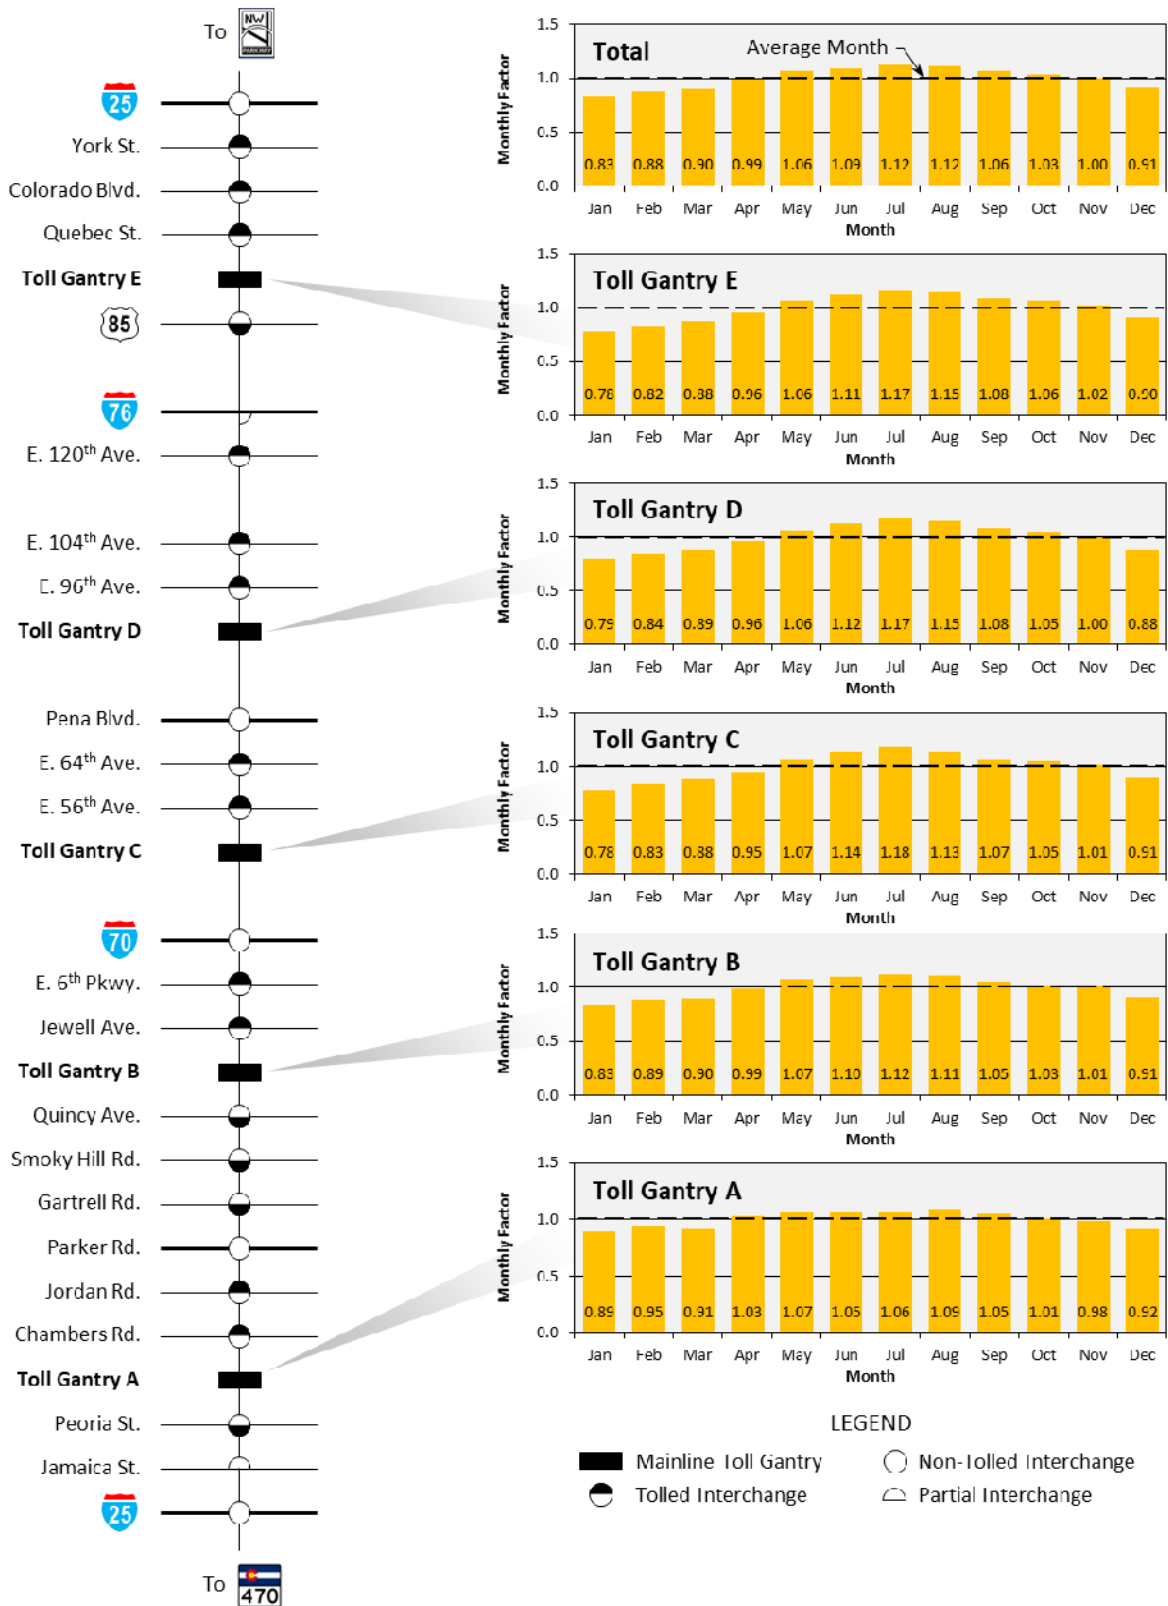 To
NW
PARKWAY
25
York St.
Colorado Blvd.
Quebec St.
Toll Gantry E
85
76
E. 120th Ave.
E. 104th Ave.
E. 96th Ave.
Toll Gantry D
Pena Blvd.
E. 64th Ave.
E. 56th Ave.
Toll Gantry C
70
E. 6th Pkwy.
Jewell Ave.
Toll Gantry B
Quincy Ave.
Smoky Hill Rd.
Gartrell Rd.
Parker Rd.
Jordan Rd.
Chambers Rd.
Toll Gantry A
Peoria St.
Jamaica St.
25
To
470
Total
Average Month
Monthly Factor
1.5
1.0
0.5
0.0
0.83 0.88 0.90 0.99 1.06 1.09 1.12 1.12 1.06 1.03 1.00 0.91
Jan Feb Mar Apr May Jun Jul Aug Sep Oct Nov Dec
Month
Toll Gantry E
Monthly Factor
1.5
1.0
0.5
0.0
0.78 0.82 0.88 0.96 1.06 1.11 1.17 1.15 1.08 1.06 1.02 0.90
Jan Feb Mar Apr May Jun Jul Aug Sep Oct Nov Dec
Month
Toll Gantry D
Monthly Factor
1.5
1.0
0.5
0.0
0.79 0.84 0.89 0.96 1.06 1.12 1.17 1.15 1.08 1.05 1.00 0.88
Jan Feb Mar Apr May Jun Jul Aug Sep Oct Nov Dec
Month
Toll Gantry C
Monthly Factor
1.5
1.0
0.5
0.0
0.78 0.83 0.88 0.95 1.07 1.14 1.18 1.13 1.07 1.05 1.01 0.91
Jan Feb Mar Apr May Jun Jul Aug Sep Oct Nov Dec
Month
Toll Gantry B
Monthly Factor
1.5
1.0
0.5
0.0
0.83 0.89 0.90 0.99 1.07 1.10 1.12 1.11 1.05 1.03 1.01 0.91
Jan Feb Mar Apr May Jun Jul Aug Sep Oct Nov Dec
Month
Toll Gantry A
Monthly Factor
1.5
1.0
0.5
0.0
0.89 0.95 0.91 1.03 1.07 1.05 1.06 1.09 1.05 1.01 0.98 0.92
Jan Feb Mar Apr May Jun Jul Aug Sep Oct Nov Dec
Month
LEGEND
Mainline Toll Gantry
Non-Tolled Interchange
Tolled Interchange
Partial Interchange